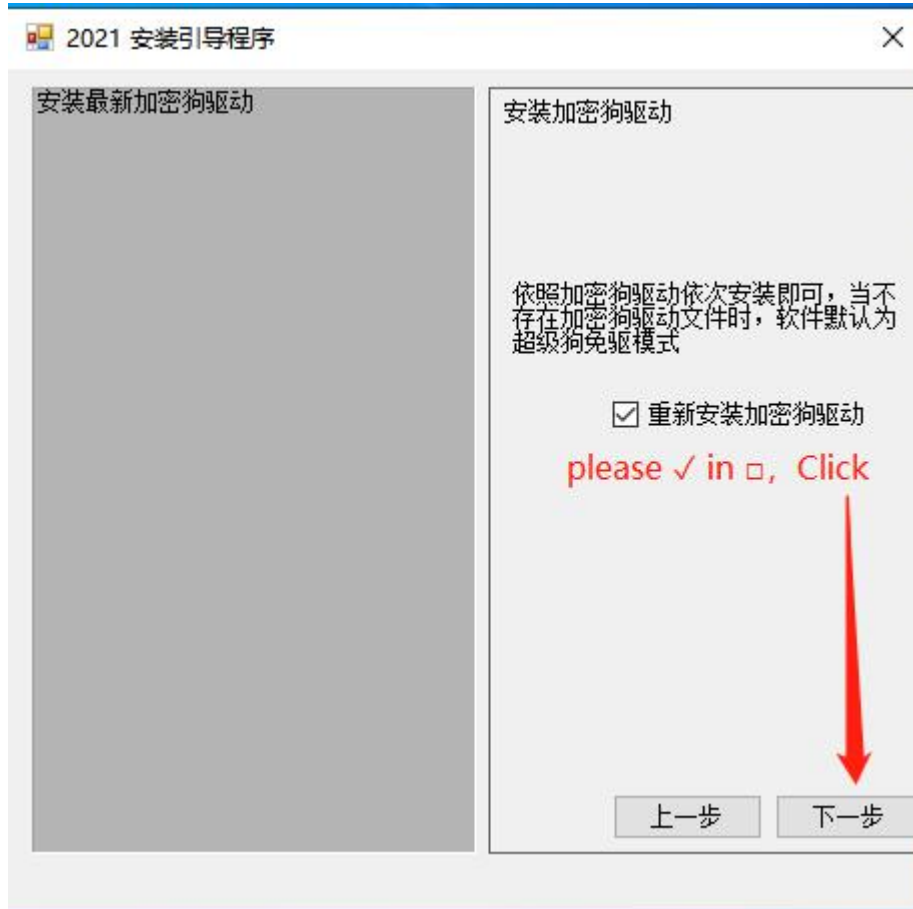 2021 安装引导程序
安装最新加密狗驱动
安装加密狗驱动
依照加密狗驱动依次安装即可，当不
存在加密狗驱动文件时，软件默认为
超级狗免驱模式
重新安装加密狗驱动
please ✓ in □, Click
上一步
下一步